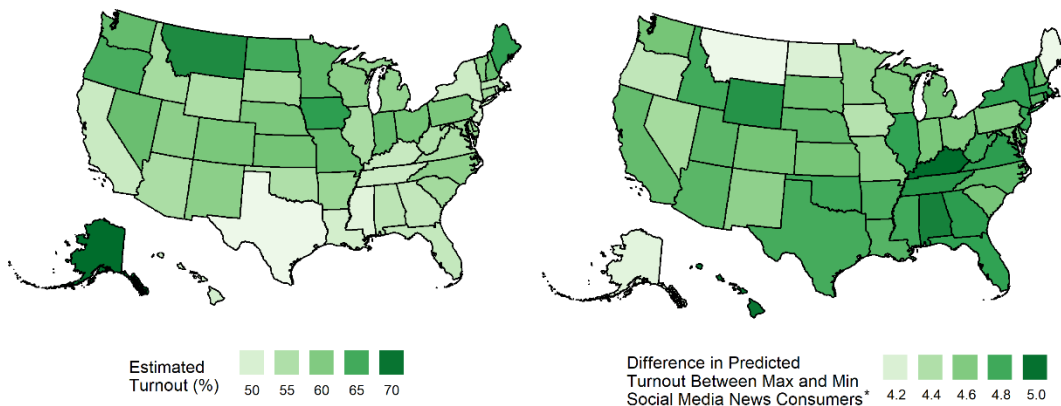 Estimated
Turnout (%)
50 55 60 65 70
Difference in Predicted
Turnout Between Max and Min
Social Media News Consumers*
4.2 4.4 4.6 4.8 5.0